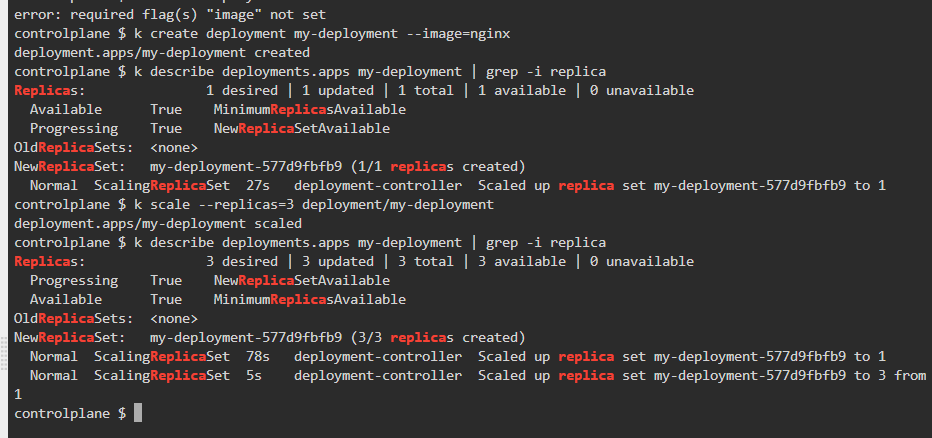 error: required flag(s) "image" not set
controlplane $ k create deployment my-deployment --image=nginx
deployment.apps/my-deployment created
controlplane $ k describe deployments.apps my-deployment | grep -i replica
Replicas:               1 desired | 1 updated | 1 total | 1 available | 0 unavailable
  Available      True    MinimumReplicasAvailable
  Progressing    True    NewReplicaSetAvailable
OldReplicaSets:  <none>
NewReplicaSet:   my-deployment-577d9fbfb9 (1/1 replicas created)
  Normal  ScalingReplicaSet  27s   deployment-controller  Scaled up replica set my-deployment-577d9fbfb9 to 1
controlplane $ k scale --replicas=3 deployment/my-deployment
deployment.apps/my-deployment scaled
controlplane $ k describe deployments.apps my-deployment | grep -i replica
Replicas:               3 desired | 3 updated | 3 total | 3 available | 0 unavailable
  Progressing    True    NewReplicaSetAvailable
  Available      True    MinimumReplicasAvailable
OldReplicaSets:  <none>
NewReplicaSet:   my-deployment-577d9fbfb9 (3/3 replicas created)
  Normal  ScalingReplicaSet  78s   deployment-controller  Scaled up replica set my-deployment-577d9fbfb9 to 1
  Normal  ScalingReplicaSet  5s    deployment-controller  Scaled up replica set my-deployment-577d9fbfb9 to 3 from
1
controlplane $